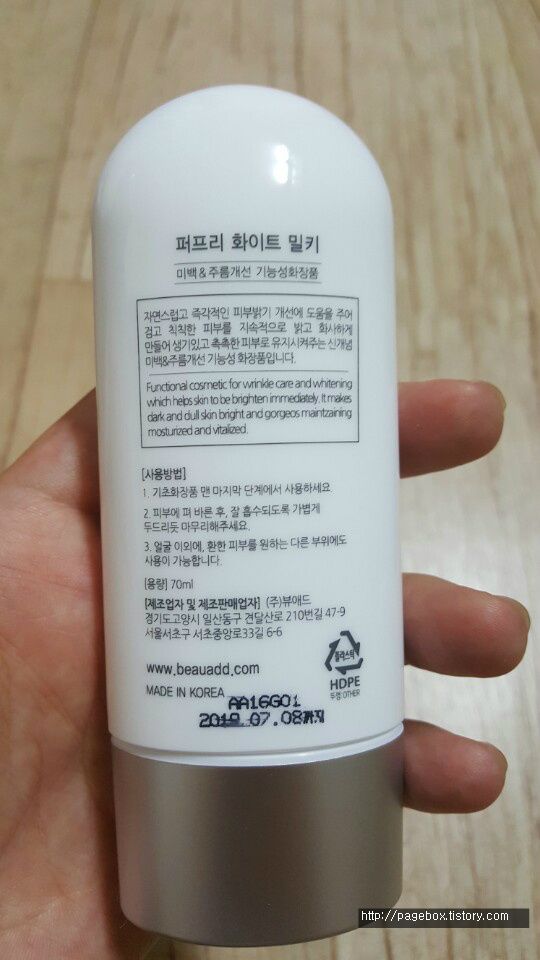 퍼프리 화이트 밀키
미백&주름개선 기능성화장품
자연스럽고 즉각적인 피부밝기 개선에 도움을 주어
검고 칙칙한 피부를 지속적으로 밝고 화사하게
만들어 생기있고 촉촉한 피부로 유지시켜주는 신개념
미백&주름개선 기능성 화장품입니다.
Functional cosmetic for wrinkle care and whitening
which helps skin to be brighten immediately. It makes
dark and dull skin bright and gorgeos maintzaining
mosturized and vitalized.
[사용방법]
1. 기초화장품 맨 마지막 단계에서 사용하세요.
2. 피부에 펴 바른 후, 잘 흡수되도록 가볍게
두드리듯 마무리해주세요.
3. 얼굴 이외에, 환한 피부를 원하는 다른 부위에도
사용이 가능합니다.
[용량] 70ml
[제조업자 및 제조판매업자] (주)뷰애드
경기도고양시 일산동구 견달산로 210번길 47-9
서울서초구 서초중앙로33길 6-6
플라스틱
www.beauadd.com
HDPE
뚜껑:OTHER
MADE IN KOREA
AA16G01
2019.07.08까지
http://pagebox.tistory.com